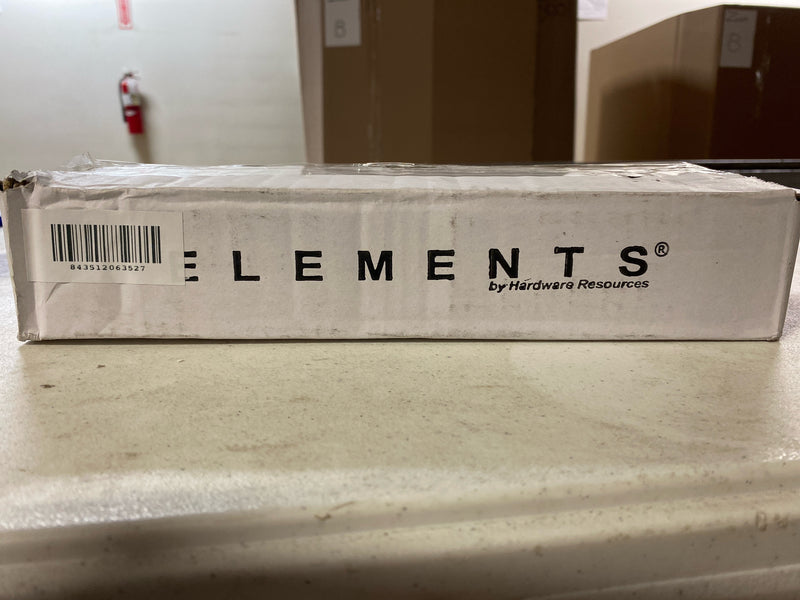 B
B
843512063527
ELEMENTS®
by Hardware Resources